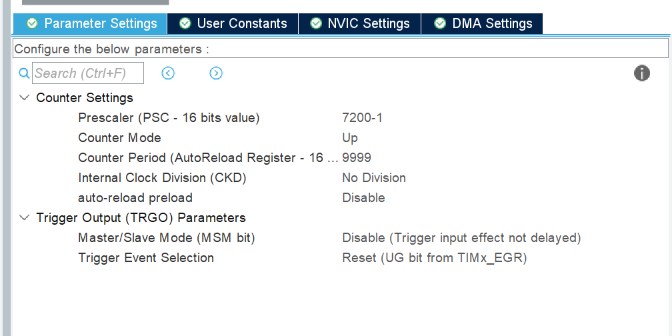 Parameter Settings User Constants NVIC Settings DMA Settings
Configure the below parameters :
Search (Ctrl+F)
Counter Settings
Prescaler (PSC - 16 bits value) 7200-1
Counter Mode Up
Counter Period (AutoReload Register - 16 ... 9999
Internal Clock Division (CKD) No Division
auto-reload preload Disable
Trigger Output (TRGO) Parameters
Master/Slave Mode (MSM bit) Disable (Trigger input effect not delayed)
Trigger Event Selection Reset (UG bit from TIMx_EGR)